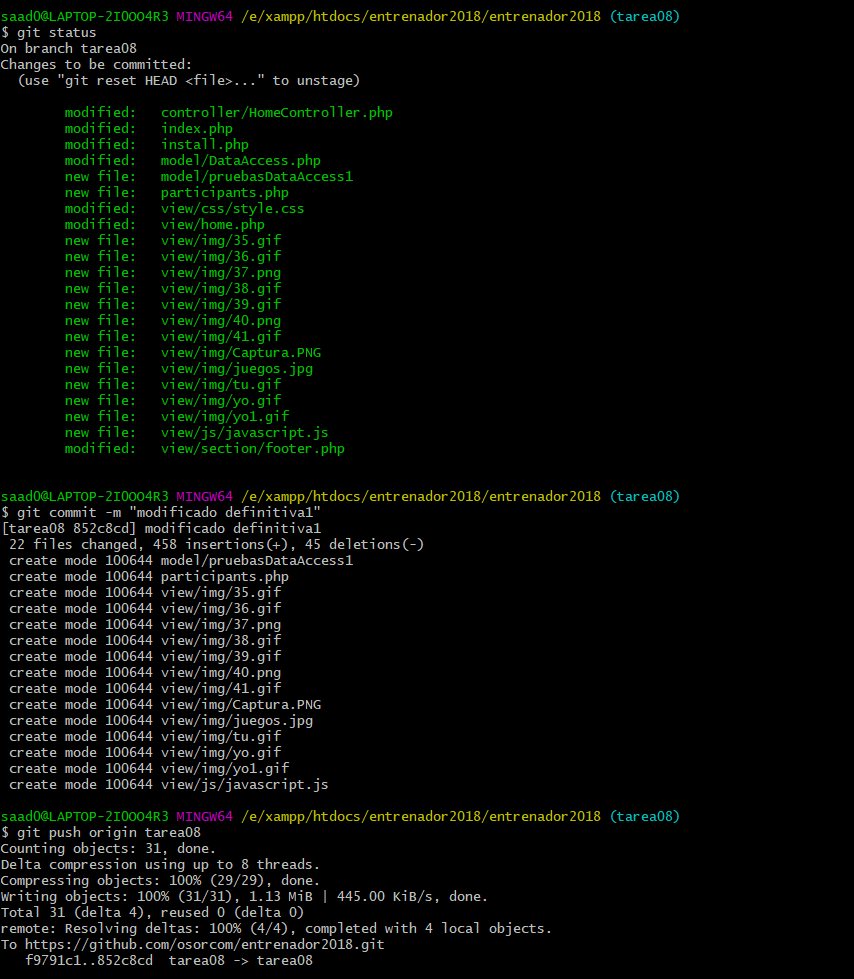 saad0@LAPTOP-2I0OO4R3 MINGW64 /e/xampp/htdocs/entrenador2018/entrenador2018 (tarea08)
$ git status
On branch tarea08
Changes to be committed:
  (use "git reset HEAD <file>..." to unstage)

        modified:   controller/HomeController.php
        modified:   index.php
        modified:   install.php
        modified:   model/DataAccess.php
        new file:   model/pruebasDataAccess1
        new file:   participants.php
        modified:   view/css/style.css
        modified:   view/home.php
        new file:   view/img/35.gif
        new file:   view/img/36.gif
        new file:   view/img/37.png
        new file:   view/img/38.gif
        new file:   view/img/39.gif
        new file:   view/img/40.png
        new file:   view/img/41.gif
        new file:   view/img/Captura.PNG
        new file:   view/img/juegos.jpg
        new file:   view/img/tu.gif
        new file:   view/img/yo.gif
        new file:   view/img/yo1.gif
        new file:   view/js/javascript.js
        modified:   view/section/footer.php

saad0@LAPTOP-2I0OO4R3 MINGW64 /e/xampp/htdocs/entrenador2018/entrenador2018 (tarea08)
$ git commit -m "modificado definitiva1"
[tarea08 852c8cd] modificado definitiva1
 22 files changed, 458 insertions(+), 45 deletions(-)
 create mode 100644 model/pruebasDataAccess1
 create mode 100644 participants.php
 create mode 100644 view/img/35.gif
 create mode 100644 view/img/36.gif
 create mode 100644 view/img/37.png
 create mode 100644 view/img/38.gif
 create mode 100644 view/img/39.gif
 create mode 100644 view/img/40.png
 create mode 100644 view/img/41.gif
 create mode 100644 view/img/Captura.PNG
 create mode 100644 view/img/juegos.jpg
 create mode 100644 view/img/tu.gif
 create mode 100644 view/img/yo.gif
 create mode 100644 view/img/yo1.gif
 create mode 100644 view/js/javascript.js

saad0@LAPTOP-2I0OO4R3 MINGW64 /e/xampp/htdocs/entrenador2018/entrenador2018 (tarea08)
$ git push origin tarea08
Counting objects: 31, done.
Delta compression using up to 8 threads.
Compressing objects: 100% (29/29), done.
Writing objects: 100% (31/31), 1.13 MiB | 445.00 KiB/s, done.
Total 31 (delta 4), reused 0 (delta 0)
remote: Resolving deltas: 100% (4/4), completed with 4 local objects.
To https://github.com/osorcom/entrenador2018.git
   f9791c1..852c8cd  tarea08 -> tarea08